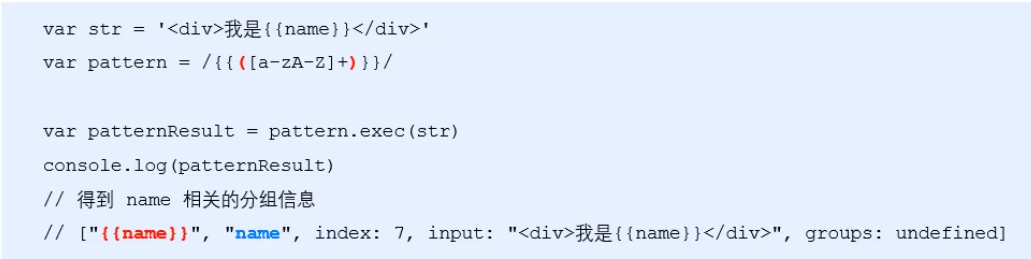 var str = '<div>我是{{name}}</div>'
var pattern = /{{([a-zA-Z]+)}}/
var patternResult = pattern.exec(str)
console.log(patternResult)
// 得到 name 相关的分组信息
// ["{{name}}", "name", index: 7, input: "<div>我是{{name}}</div>", groups: undefined]